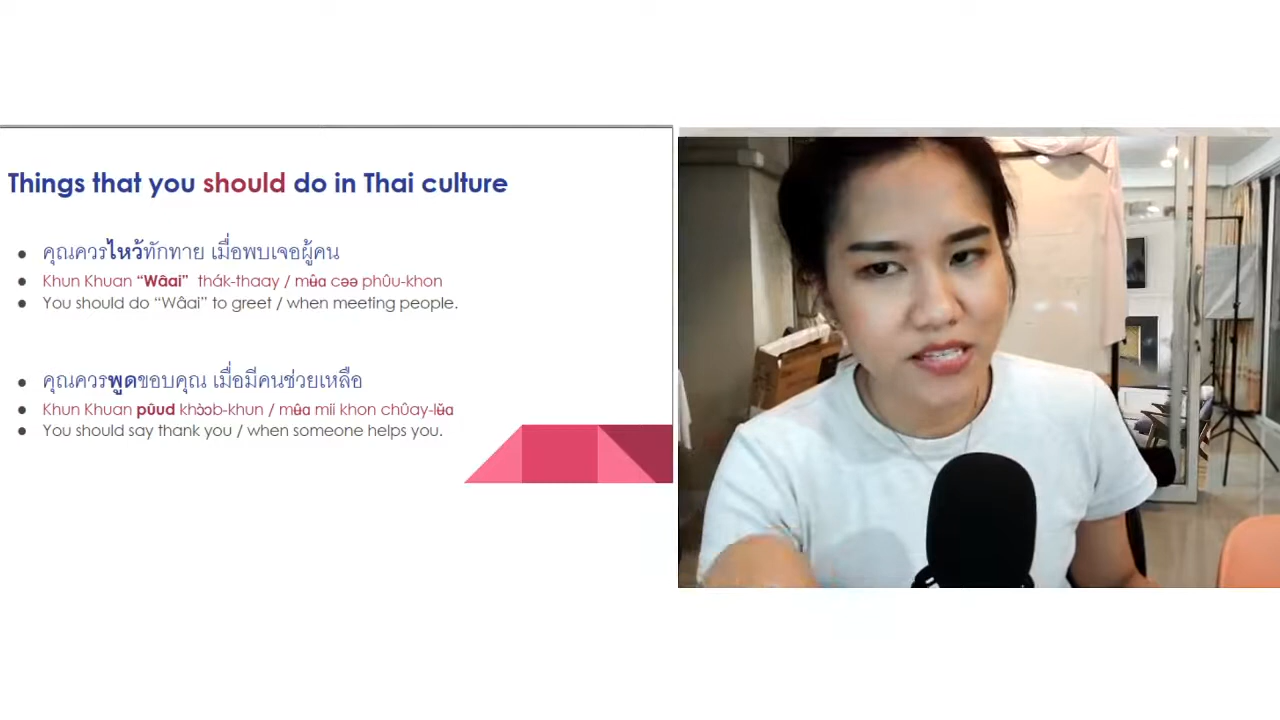 Things that you should do in Thai culture
● คุณควรไหว้ทักทาย เมื่อพบเจอผู้คน
● Khun Khuan “Wâai” thák-thaay / mʉ̂a cəə phûu-khon
● You should do “Wâai” to greet / when meeting people.
● คุณควรพูดขอบคุณ เมื่อมีคนช่วยเหลือ
● Khun Khuan pûud khɔ̀ɔb-khun / mʉ̂a mii khon chûay-lʉ̌a
● You should say thank you / when someone helps you.